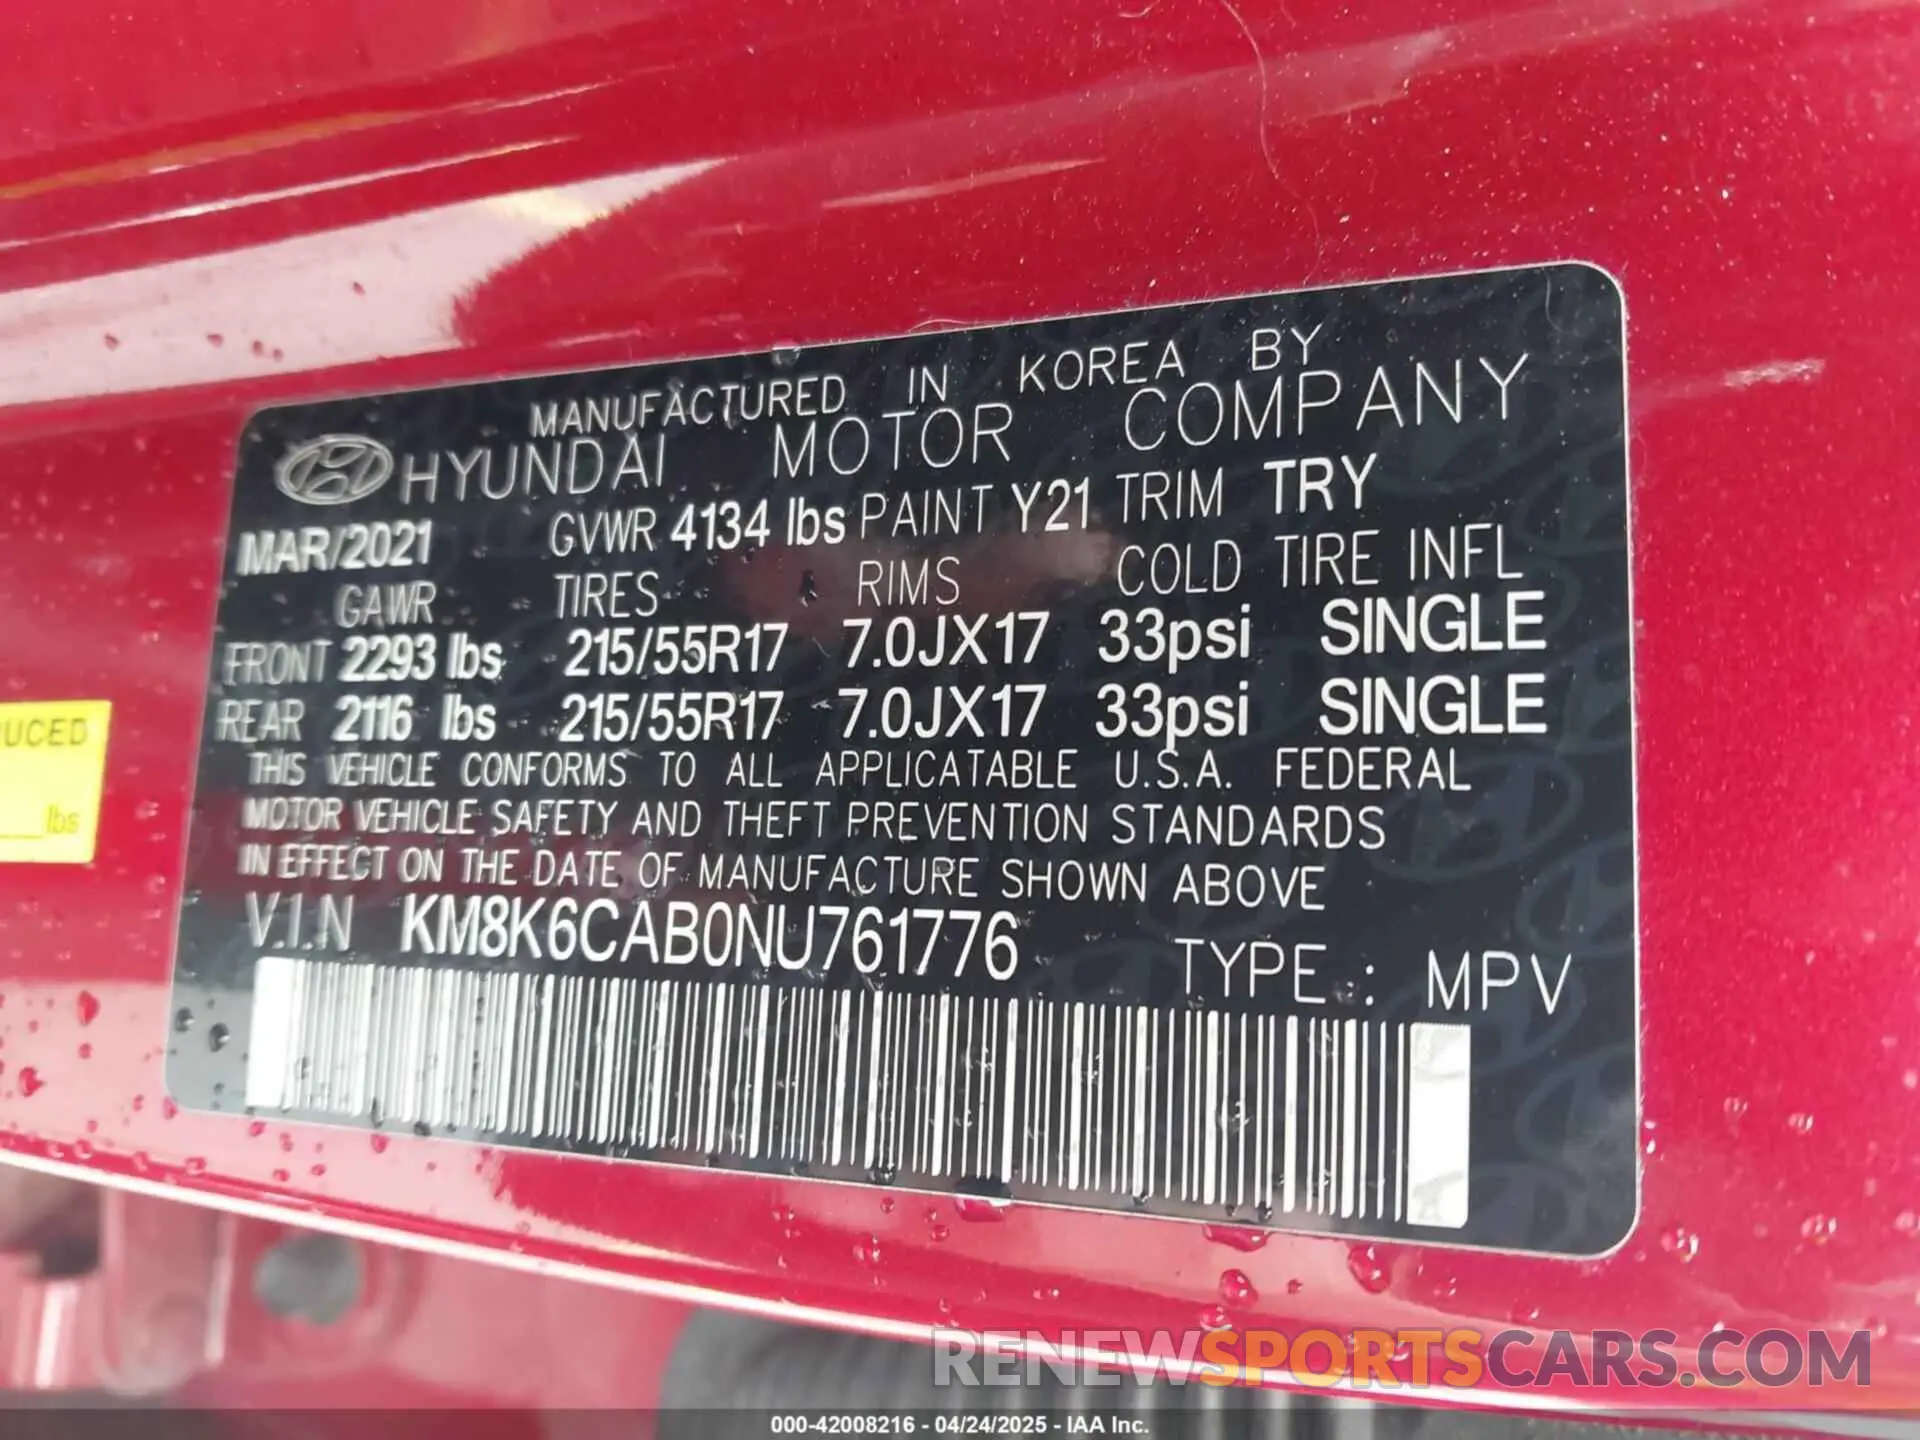 MANUFACTURED IN KOREA BY
HYUNDAI MOTOR COMPANY
MAR/2021 GVWR 4134 lbs PAINT Y21 TRIM TRY
GAWR TIRES RIMS COLD TIRE INFL
FRONT 2293 lbs 215/55R17 7.0JX17 33psi SINGLE
REAR 2116 lbs 215/55R17 7.0JX17 33psi SINGLE
THIS VEHICLE CONFORMS TO ALL APPLICATABLE U.S.A. FEDERAL
MOTOR VEHICLE SAFETY AND THEFT PREVENTION STANDARDS
IN EFFECT ON THE DATE OF MANUFACTURE SHOWN ABOVE
V.I.N KM8K6CAB0NU761776 TYPE : MPV
UCED
lbs
RENEWSPORTSCARS.COM
000-42008216 - 04/24/2025 - IAA Inc.